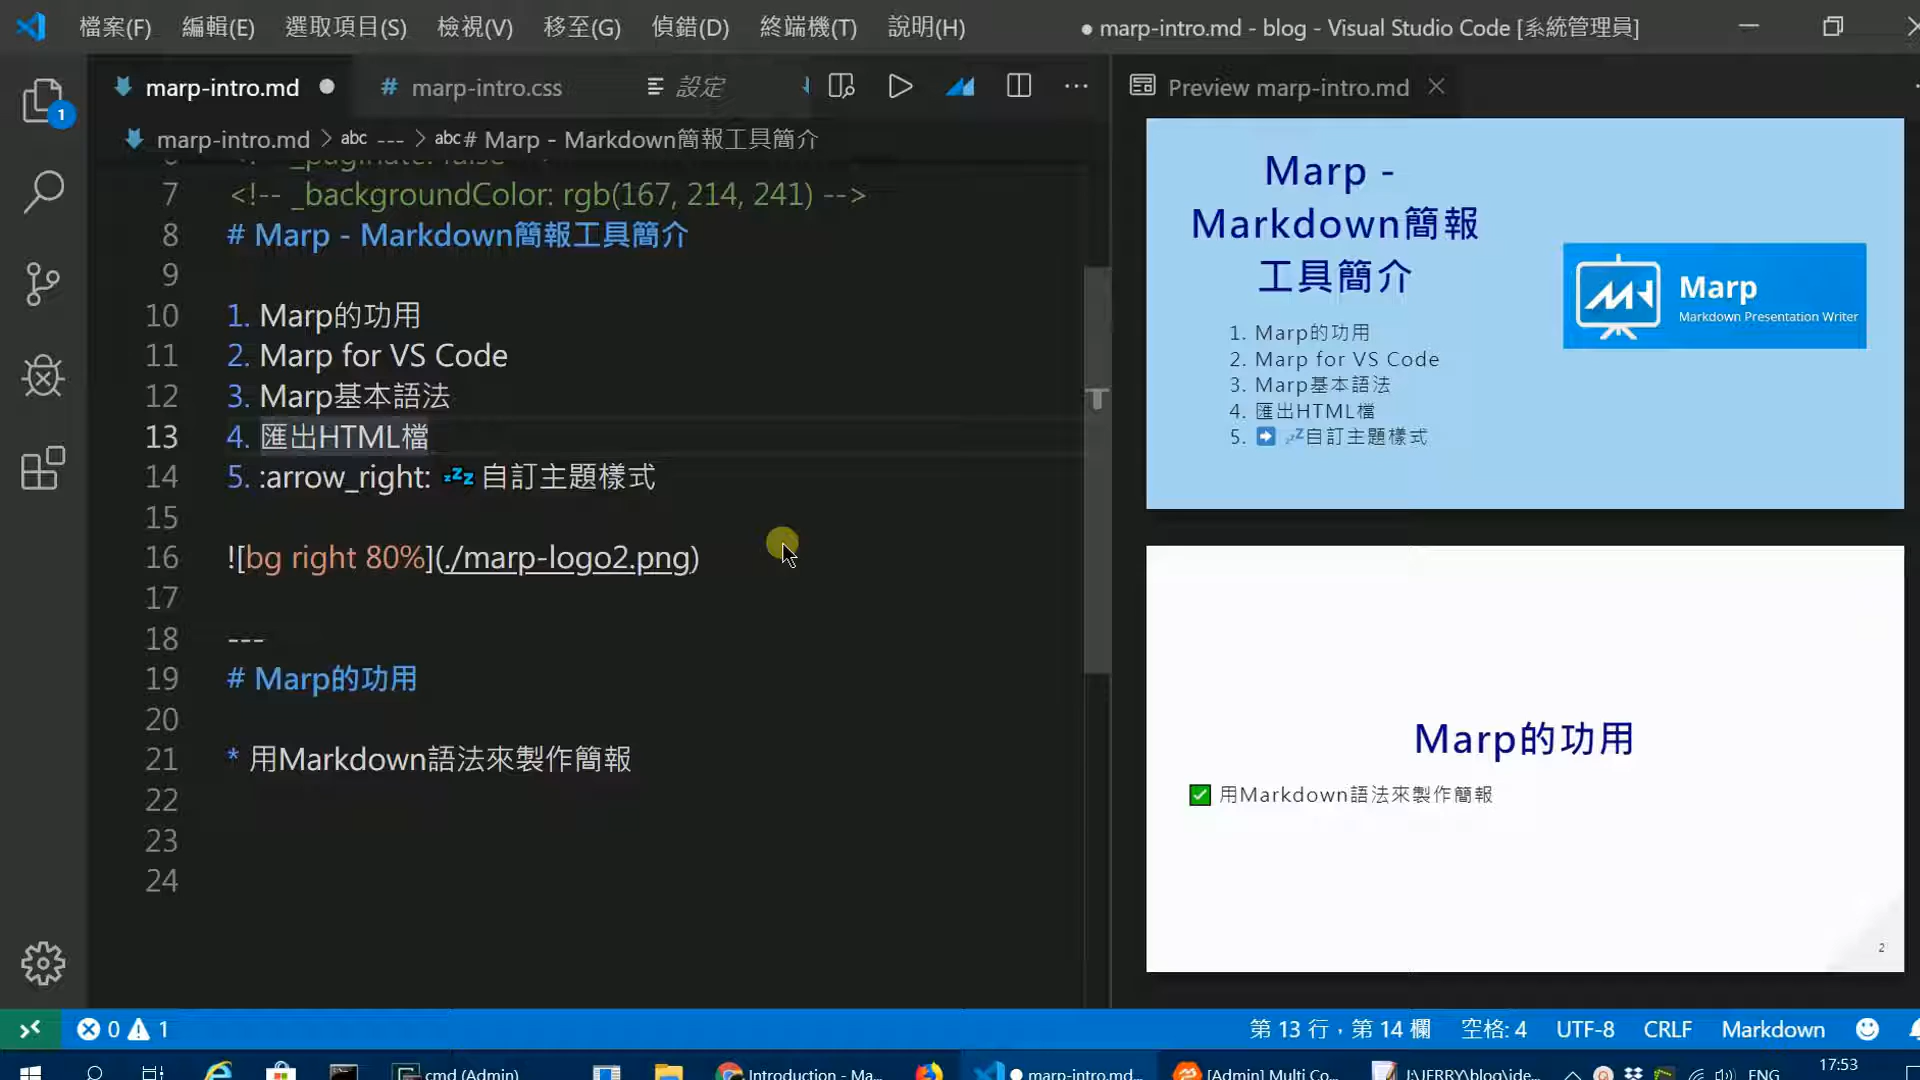 檔案(F) 編輯(E) 選取項目(S) 檢視(V) 移至(G) 偵錯(D) 終端機(T) 說明(H) ● marp-intro.md - blog - Visual Studio Code [系統管理員]
marp-intro.md # marp-intro.css 設定
Preview marp-intro.md
marp-intro.md > abc --- > abc # Marp - Markdown簡報工具簡介
6 <!-- _paginate: false -->
7 <!-- _backgroundColor: rgb(167, 214, 241) -->
8 # Marp - Markdown簡報工具簡介
9
10 1. Marp的功用
11 2. Marp for VS Code
12 3. Marp基本語法
13 4. 匯出HTML檔
14 5. :arrow_right: 💤自訂主題樣式
15
16 ![bg right 80%](./marp-logo2.png)
17
18 ---
19 # Marp的功用
20
21 * 用Markdown語法來製作簡報
22
23
24
1
Marp -
Markdown簡報
工具簡介
1. Marp的功用
2. Marp for VS Code
3. Marp基本語法
4. 匯出HTML檔
5. ➡️ 💤自訂主題樣式
Marp
Markdown Presentation Writer
Marp的功用
✅ 用Markdown語法來製作簡報
2
0 1 第 13 行，第 14 欄 空格: 4 UTF-8 CRLF Markdown
cmd (Admin) Introduction - Ma... ● marp-intro.md... [Admin] Multi Co... J:\JERRY\blog\ide... ENG 17:53